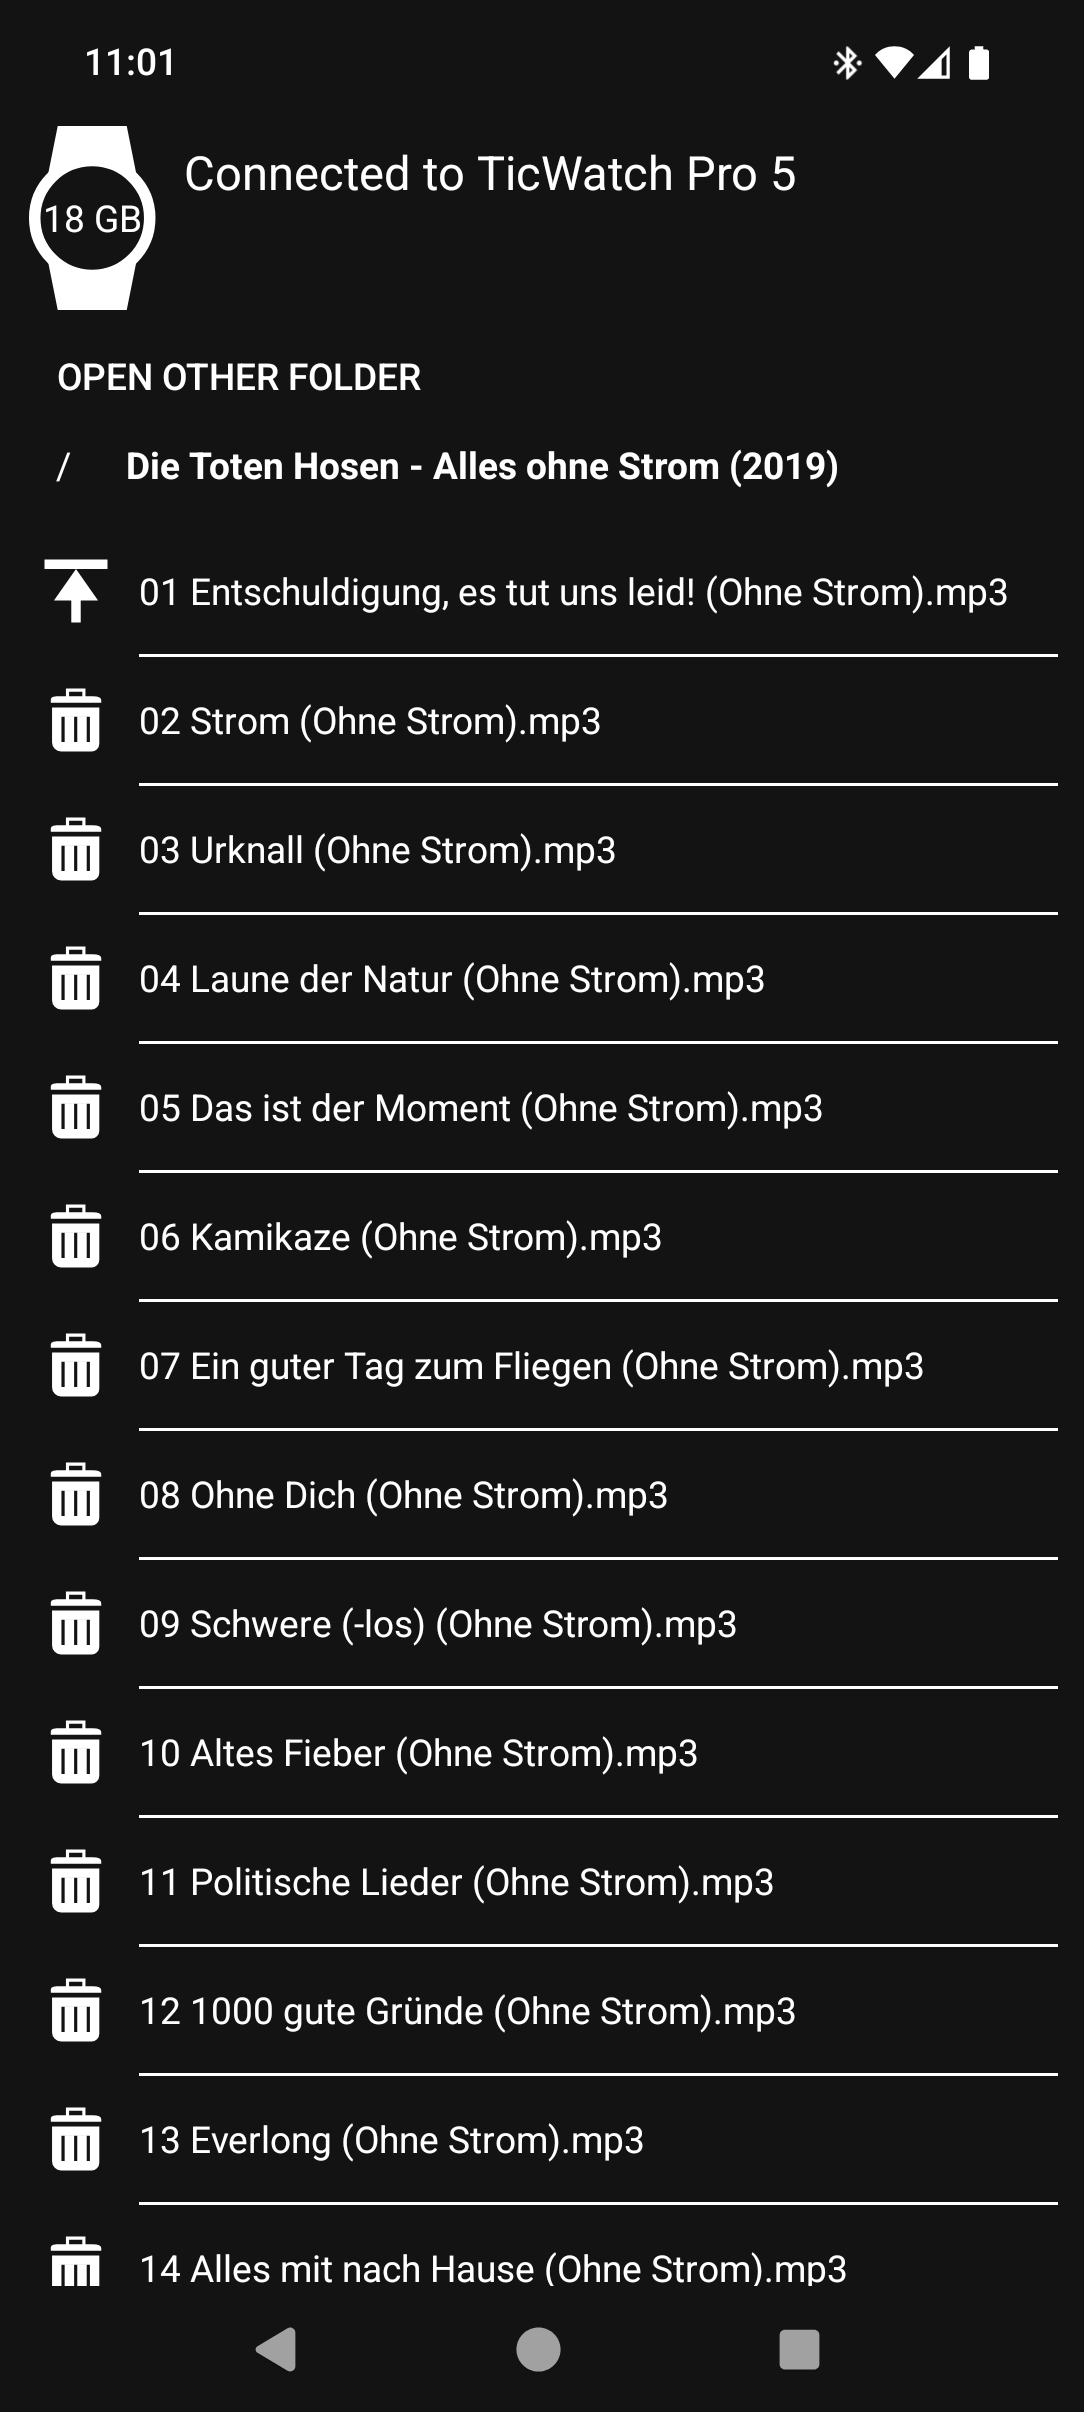 11:01
18 GB
Connected to TicWatch Pro 5
OPEN OTHER FOLDER
/ Die Toten Hosen - Alles ohne Strom (2019)
01 Entschuldigung, es tut uns leid! (Ohne Strom).mp3
02 Strom (Ohne Strom).mp3
03 Urknall (Ohne Strom).mp3
04 Laune der Natur (Ohne Strom).mp3
05 Das ist der Moment (Ohne Strom).mp3
06 Kamikaze (Ohne Strom).mp3
07 Ein guter Tag zum Fliegen (Ohne Strom).mp3
08 Ohne Dich (Ohne Strom).mp3
09 Schwere (-los) (Ohne Strom).mp3
10 Altes Fieber (Ohne Strom).mp3
11 Politische Lieder (Ohne Strom).mp3
12 1000 gute Gründe (Ohne Strom).mp3
13 Everlong (Ohne Strom).mp3
14 Alles mit nach Hause (Ohne Strom).mp3